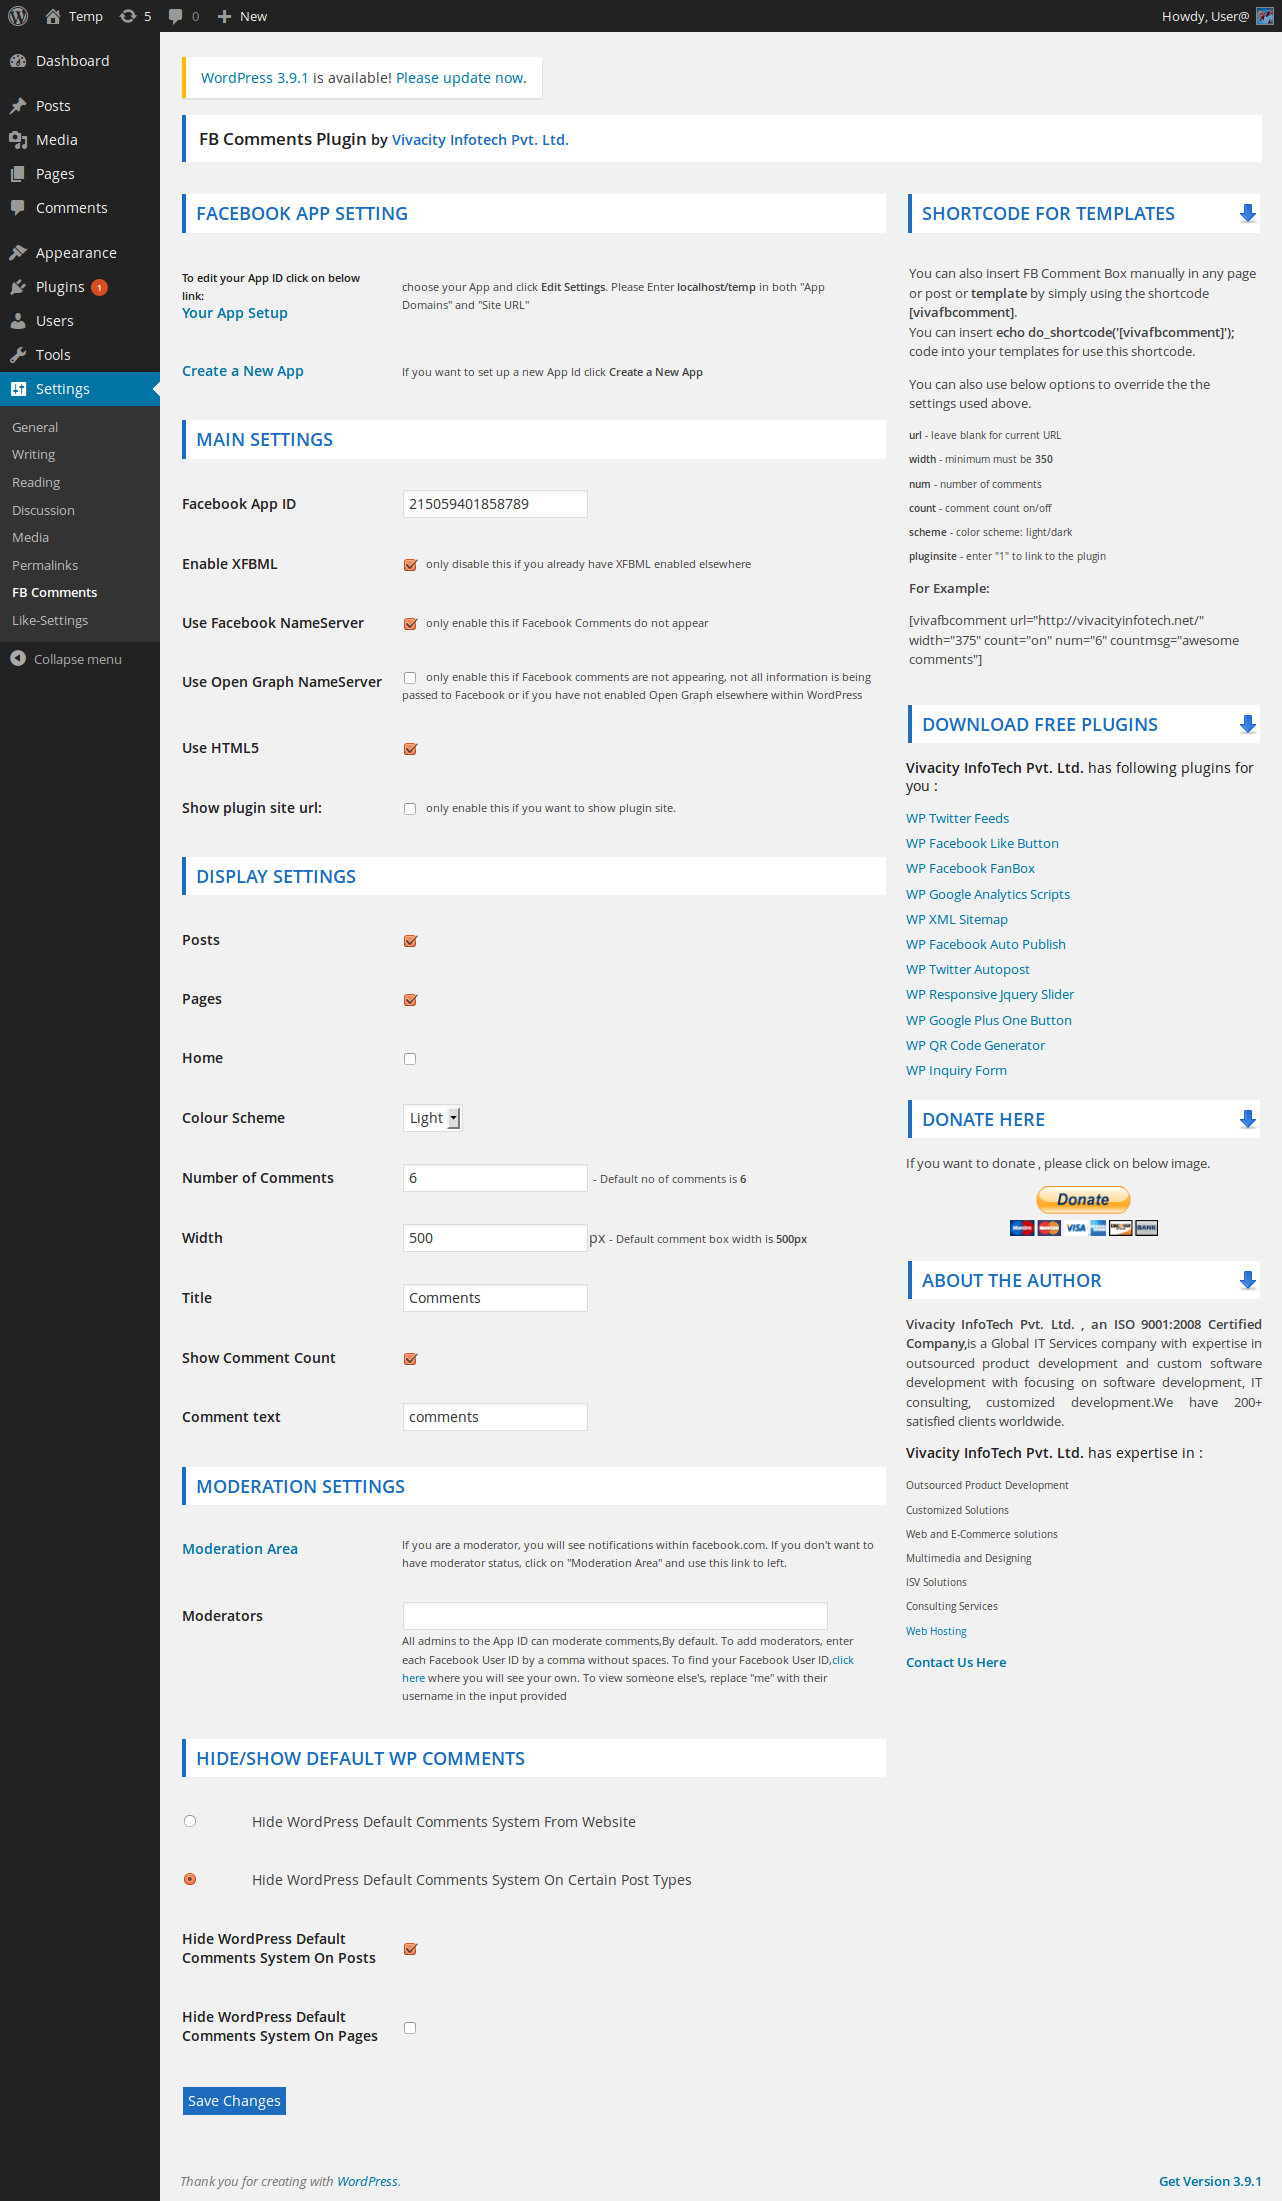 Temp
5
0
New
Howdy, User@
Dashboard
Posts
Media
Pages
Comments
Appearance
Plugins 1
Users
Tools
Settings
General
Writing
Reading
Discussion
Media
Permalinks
FB Comments
Like-Settings
Collapse menu
WordPress 3.9.1 is available! Please update now.
FB Comments Plugin by Vivacity Infotech Pvt. Ltd.
FACEBOOK APP SETTING
To edit your App ID click on below
link:
Your App Setup
choose your App and click Edit Settings. Please Enter localhost/temp in both "App
Domains" and "Site URL"
Create a New App
If you want to set up a new App Id click Create a New App
MAIN SETTINGS
Facebook App ID
215059401858789
Enable XFBML
only disable this if you already have XFBML enabled elsewhere
Use Facebook NameServer
only enable this if Facebook Comments do not appear
Use Open Graph NameServer
only enable this if Facebook comments are not appearing, not all information is being
passed to Facebook or if you have not enabled Open Graph elsewhere within WordPress
Use HTML5
Show plugin site url:
only enable this if you want to show plugin site.
DISPLAY SETTINGS
Posts
Pages
Home
Colour Scheme
Light
Number of Comments
6
- Default no of comments is 6
Width
500
px - Default comment box width is 500px
Title
Comments
Show Comment Count
Comment text
comments
MODERATION SETTINGS
Moderation Area
If you are a moderator, you will see notifications within facebook.com. If you don't want to
have moderator status, click on "Moderation Area" and use this link to left.
Moderators
All admins to the App ID can moderate comments,By default. To add moderators, enter
each Facebook User ID by a comma without spaces. To find your Facebook User ID,click
here where you will see your own. To view someone else's, replace "me" with their
username in the input provided
HIDE/SHOW DEFAULT WP COMMENTS
Hide WordPress Default Comments System From Website
Hide WordPress Default Comments System On Certain Post Types
Hide WordPress Default
Comments System On Posts
Hide WordPress Default
Comments System On Pages
Save Changes
SHORTCODE FOR TEMPLATES
You can also insert FB Comment Box manually in any page
or post or template by simply using the shortcode
[vivafbcomment].
You can insert echo do_shortcode('[vivafbcomment]');
code into your templates for use this shortcode.
You can also use below options to override the the
settings used above.
url - leave blank for current URL
width - minimum must be 350
num - number of comments
count - comment count on/off
scheme - color scheme: light/dark
pluginsite - enter "1" to link to the plugin
For Example:
[vivafbcomment url="http://vivacityinfotech.net/"
width="375" count="on" num="6" countmsg="awesome
comments"]
DOWNLOAD FREE PLUGINS
Vivacity InfoTech Pvt. Ltd. has following plugins for
you :
WP Twitter Feeds
WP Facebook Like Button
WP Facebook FanBox
WP Google Analytics Scripts
WP XML Sitemap
WP Facebook Auto Publish
WP Twitter Autopost
WP Responsive Jquery Slider
WP Google Plus One Button
WP QR Code Generator
WP Inquiry Form
DONATE HERE
If you want to donate , please click on below image.
Donate
VISA
BANK
ABOUT THE AUTHOR
Vivacity InfoTech Pvt. Ltd. , an ISO 9001:2008 Certified
Company,is a Global IT Services company with expertise in
outsourced product development and custom software
development with focusing on software development, IT
consulting, customized development.We have 200+
satisfied clients worldwide.
Vivacity InfoTech Pvt. Ltd. has expertise in :
Outsourced Product Development
Customized Solutions
Web and E-Commerce solutions
Multimedia and Designing
ISV Solutions
Consulting Services
Web Hosting
Contact Us Here
Thank you for creating with WordPress.
Get Version 3.9.1